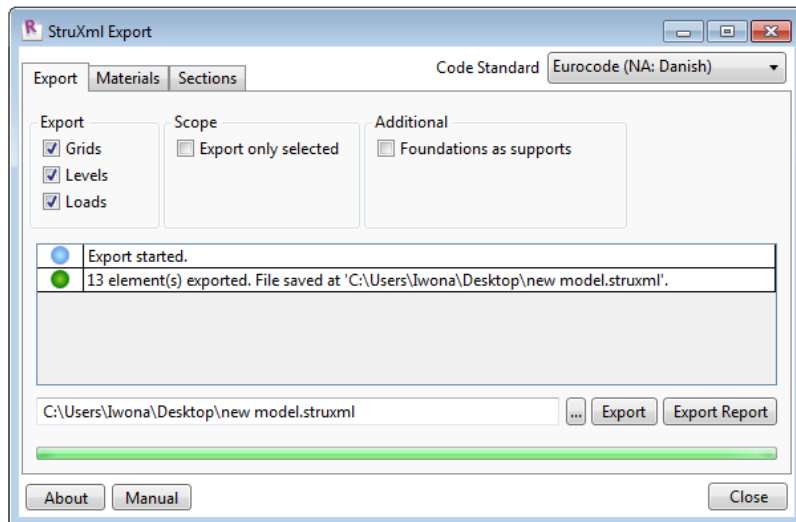 StruXml Export
Export Materials Sections Code Standard Eurocode (NA: Danish)
Export Scope Additional
Grids Export only selected Foundations as supports
Levels
Loads
Export started.
13 element(s) exported. File saved at 'C:\Users\Iwona\Desktop\new model.struxml'.
C:\Users\Iwona\Desktop\new model.struxml ... Export Export Report
About Manual Close